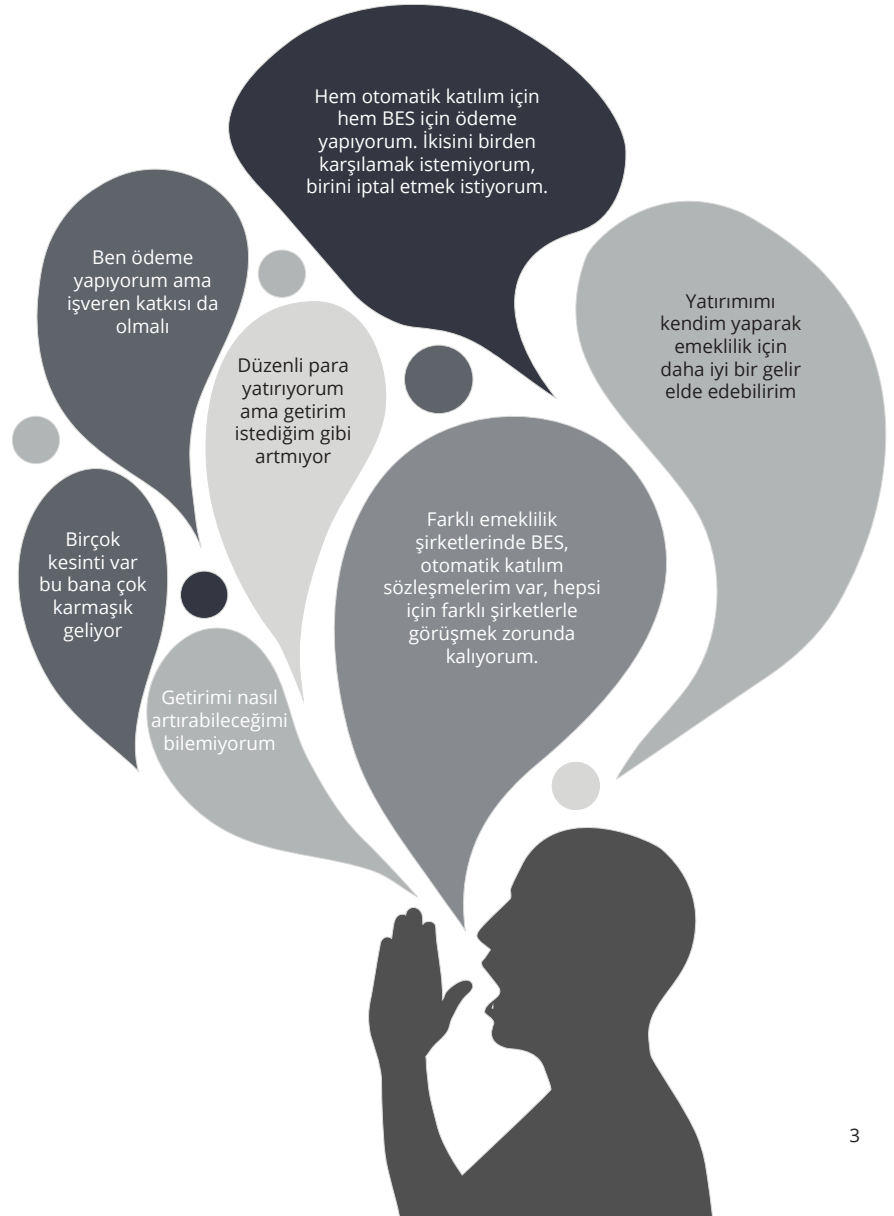 Hem otomatik katılım için
hem BES için ödeme
yapıyorum. İkisini birden
karşılamak istemiyorum,
birini iptal etmek istiyorum.
Ben ödeme
yapıyorum ama
işveren katkısı da
olmalı
Yatırımımı
kendim yaparak
emeklilik için
daha iyi bir gelir
elde edebilirim
Düzenli para
yatırıyorum
ama getirim
istediğim gibi
artmıyor
Farklı emeklilik
şirketlerinde BES,
otomatik katılım
sözleşmelerim var, hepsi
için farklı şirketlerle
görüşmek zorunda
kalıyorum.
Birçok
kesinti var
bu bana çok
karmaşık
geliyor
Getirimi nasıl
artırabileceğimi
bilemiyorum
3